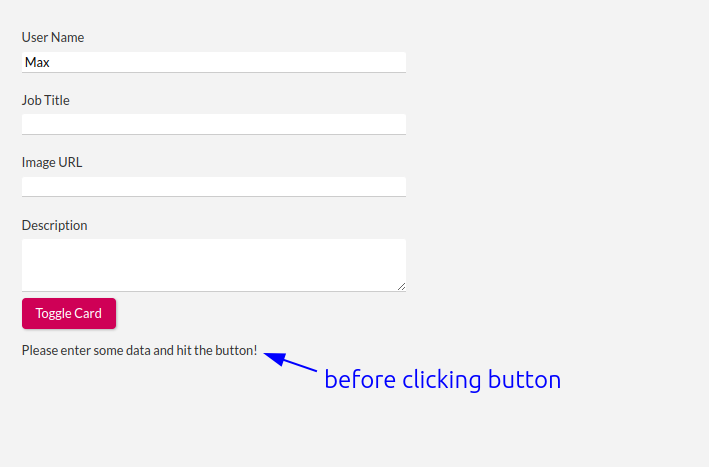 User Name
Max
Job Title
Image URL
Description
Toggle Card
Please enter some data and hit the button!
before clicking button